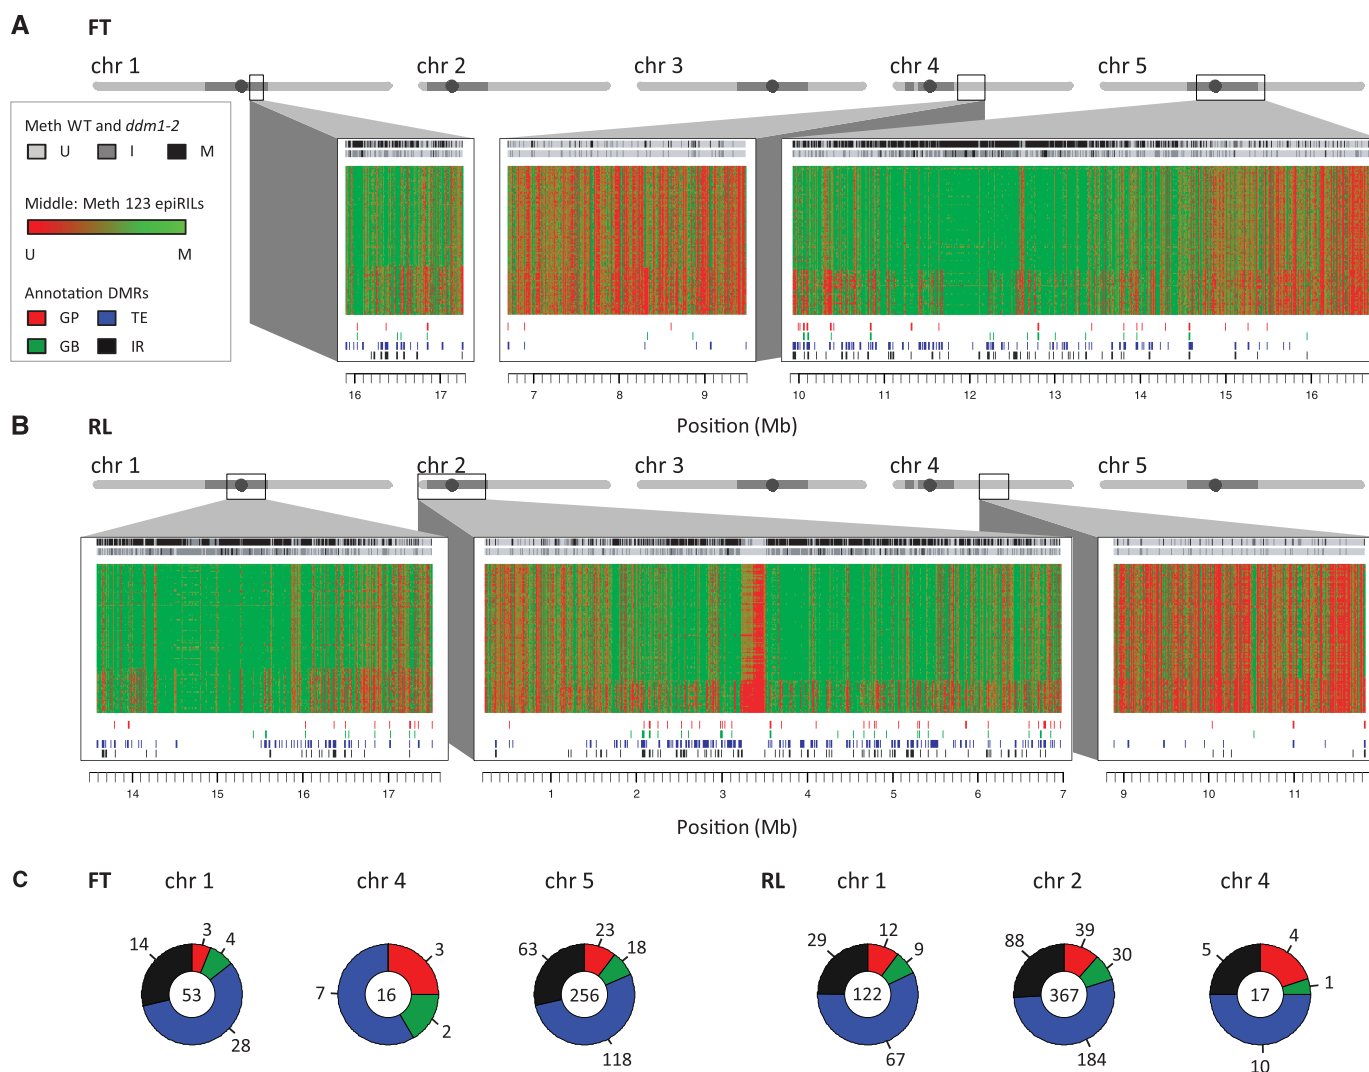 A FT
chr 1 chr 2 chr 3 chr 4 chr 5
Meth WT and ddm1-2
U I M
Middle: Meth 123 epiRILs
U M
Annotation DMRs
GP TE
GB IR
16 17 7 8 9 10 11 12 13 14 15 16
Position (Mb)
B RL
chr 1 chr 2 chr 3 chr 4 chr 5
14 15 16 17 1 2 3 4 5 6 7 9 10 11
Position (Mb)
C FT chr 1 chr 4 chr 5 RL chr 1 chr 2 chr 4
14 3 4 53 28
3 7 16 2
63 23 18 256 118
29 12 9 122 67
88 39 30 367 184
5 4 1 17 10